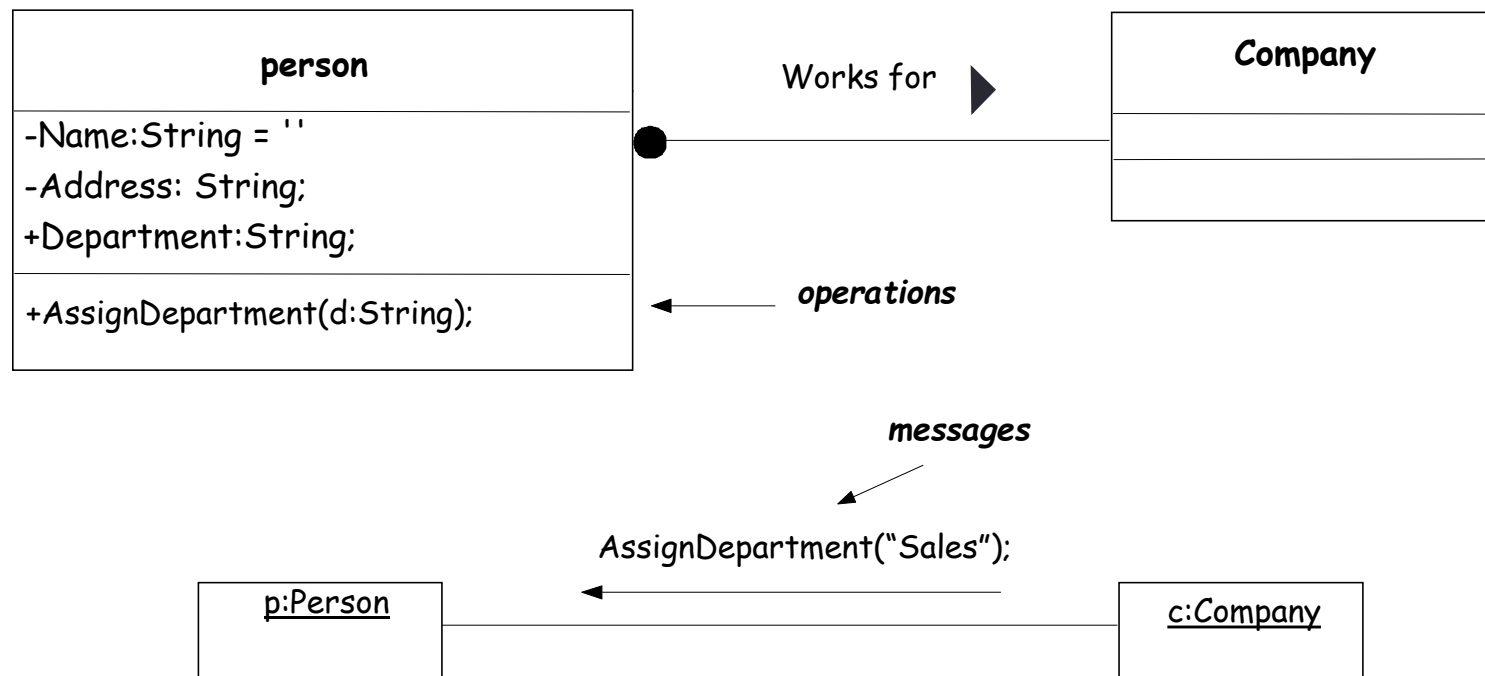 person
-Name:String = ''
-Address: String;
+Department:String;
+AssignDepartment(d:String);
Works for
Company
operations
messages
AssignDepartment(“Sales”);
p:Person
c:Company